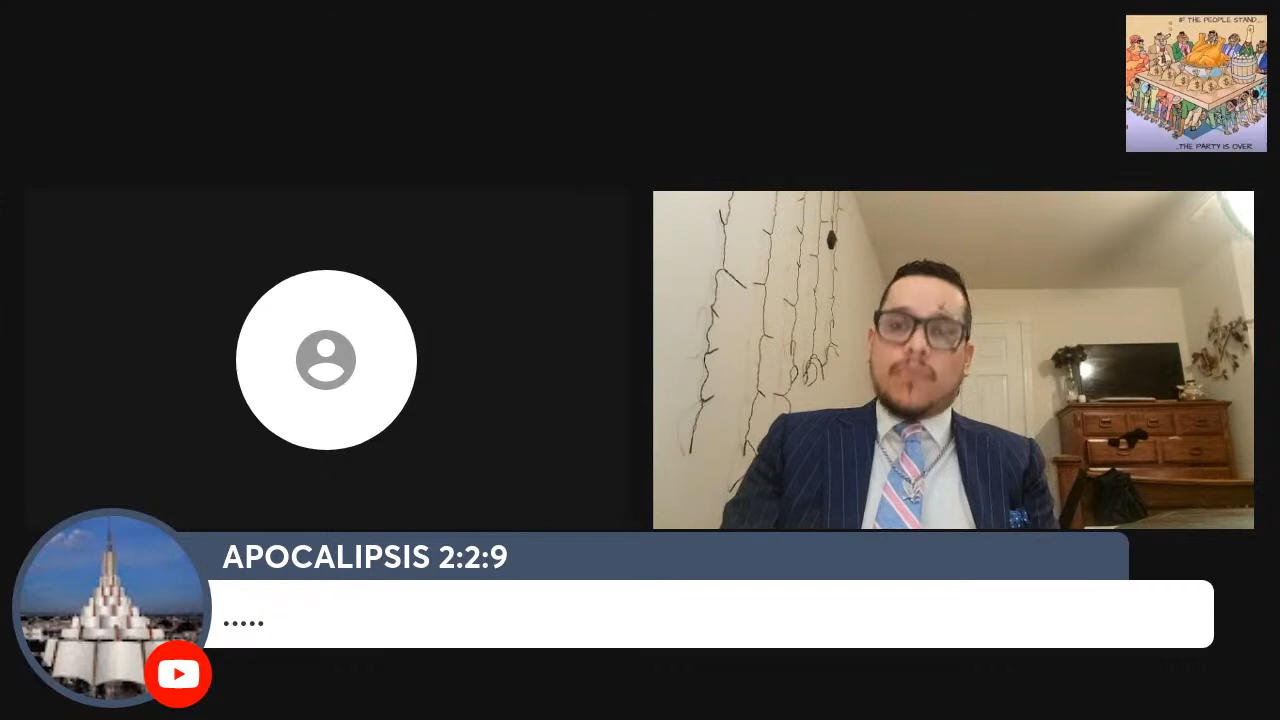 IF THE PEOPLE STAND...
...THE PARTY IS OVER
APOCALIPSIS 2:2:9
.....